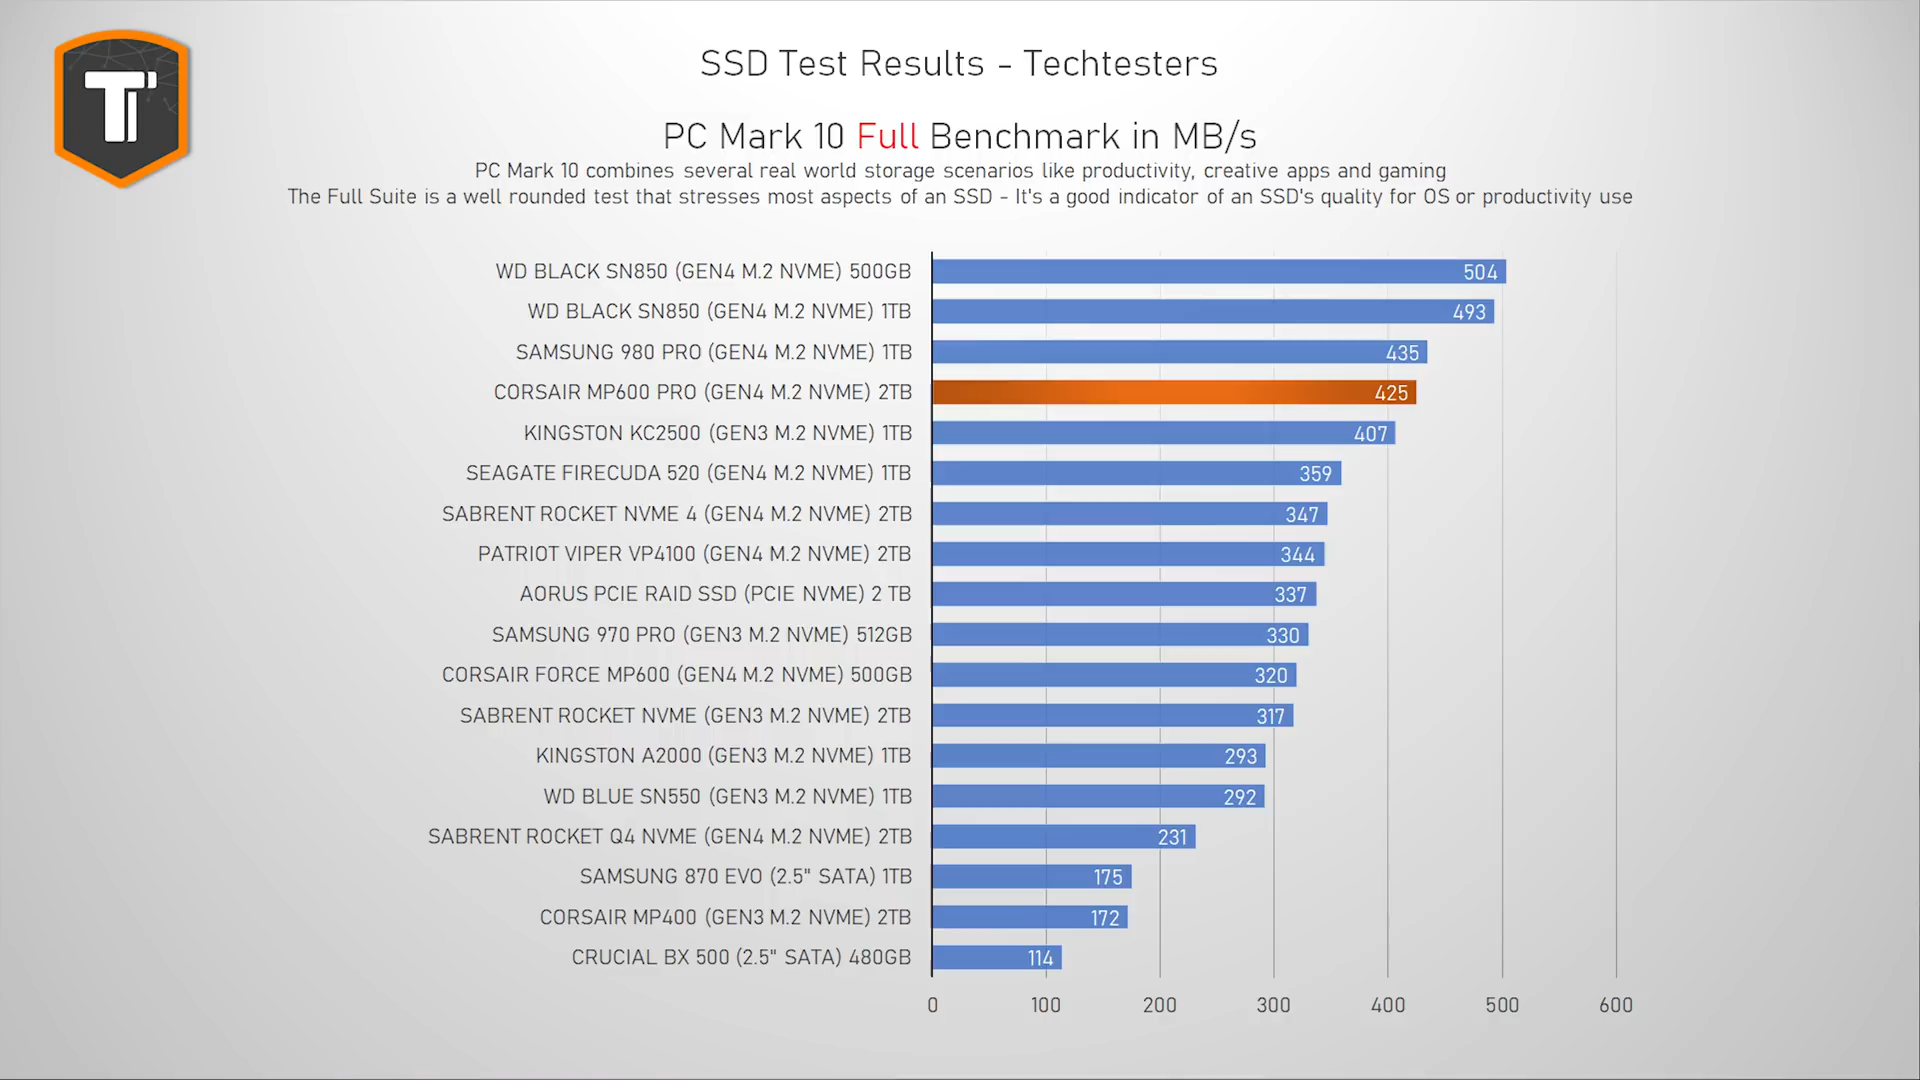 T
SSD Test Results - Techtesters
PC Mark 10 Full Benchmark in MB/s
PC Mark 10 combines several real world storage scenarios like productivity, creative apps and gaming
The Full Suite is a well rounded test that stresses most aspects of an SSD - It's a good indicator of an SSD's quality for OS or productivity use
WD BLACK SN850 (GEN4 M.2 NVME) 500GB 504
WD BLACK SN850 (GEN4 M.2 NVME) 1TB 493
SAMSUNG 980 PRO (GEN4 M.2 NVME) 1TB 435
CORSAIR MP600 PRO (GEN4 M.2 NVME) 2TB 425
KINGSTON KC2500 (GEN3 M.2 NVME) 1TB 407
SEAGATE FIRECUDA 520 (GEN4 M.2 NVME) 1TB 359
SABRENT ROCKET NVME 4 (GEN4 M.2 NVME) 2TB 347
PATRIOT VIPER VP4100 (GEN4 M.2 NVME) 2TB 344
AORUS PCIE RAID SSD (PCIE NVME) 2 TB 337
SAMSUNG 970 PRO (GEN3 M.2 NVME) 512GB 330
CORSAIR FORCE MP600 (GEN4 M.2 NVME) 500GB 320
SABRENT ROCKET NVME (GEN3 M.2 NVME) 2TB 317
KINGSTON A2000 (GEN3 M.2 NVME) 1TB 293
WD BLUE SN550 (GEN3 M.2 NVME) 1TB 292
SABRENT ROCKET Q4 NVME (GEN4 M.2 NVME) 2TB 231
SAMSUNG 870 EVO (2.5" SATA) 1TB 175
CORSAIR MP400 (GEN3 M.2 NVME) 2TB 172
CRUCIAL BX 500 (2.5" SATA) 480GB 114
0 100 200 300 400 500 600